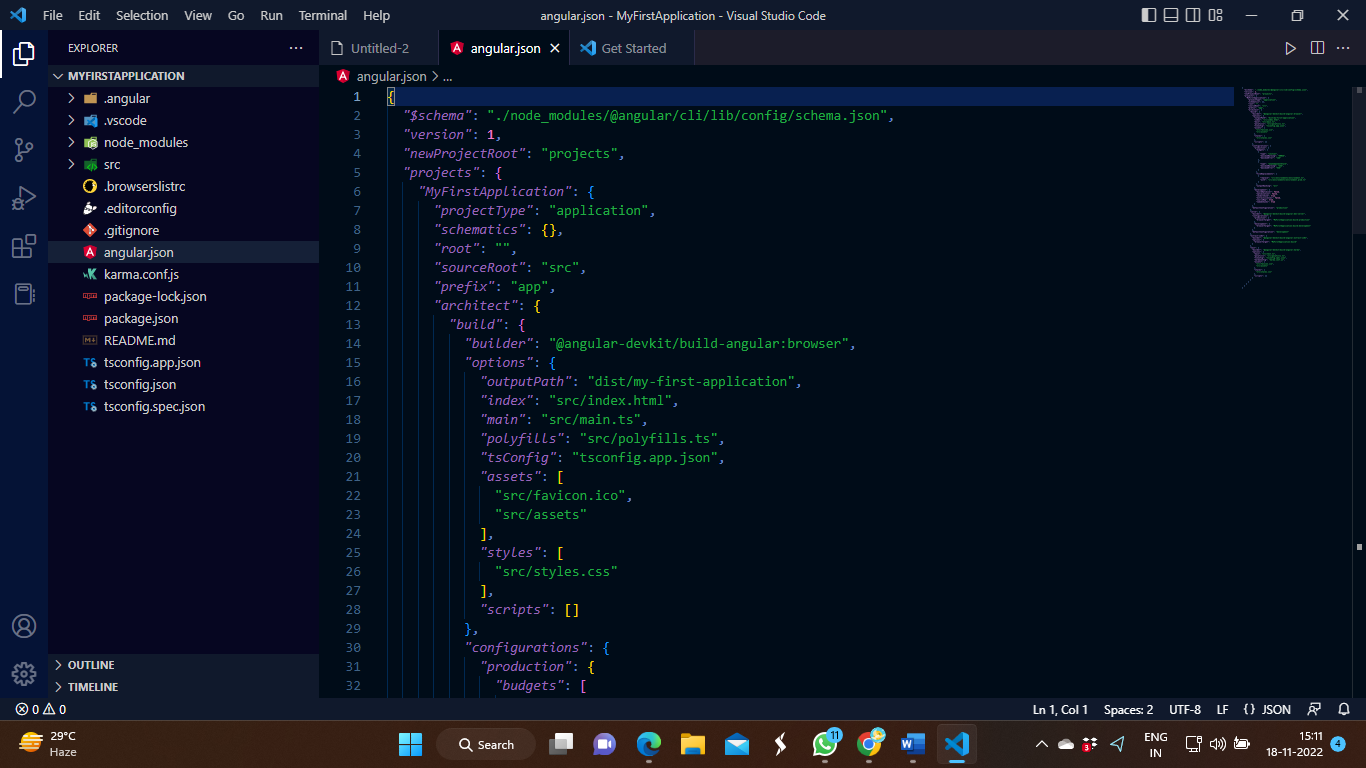 File Edit Selection View Go Run Terminal Help
angular.json - MyFirstApplication - Visual Studio Code
EXPLORER
MYFIRSTAPPLICATION
.angular
.vscode
node_modules
src
.browserslistrc
.editorconfig
.gitignore
angular.json
karma.conf.js
package-lock.json
package.json
README.md
tsconfig.app.json
tsconfig.json
tsconfig.spec.json
OUTLINE
TIMELINE
Untitled-2 angular.json Get Started
angular.json > ...
1 {
2 "$schema": "./node_modules/@angular/cli/lib/config/schema.json",
3 "version": 1,
4 "newProjectRoot": "projects",
5 "projects": {
6 "MyFirstApplication": {
7 "projectType": "application",
8 "schematics": {},
9 "root": "",
10 "sourceRoot": "src",
11 "prefix": "app",
12 "architect": {
13 "build": {
14 "builder": "@angular-devkit/build-angular:browser",
15 "options": {
16 "outputPath": "dist/my-first-application",
17 "index": "src/index.html",
18 "main": "src/main.ts",
19 "polyfills": "src/polyfills.ts",
20 "tsConfig": "tsconfig.app.json",
21 "assets": [
22 "src/favicon.ico",
23 "src/assets"
24 ],
25 "styles": [
26 "src/styles.css"
27 ],
28 "scripts": []
29 },
30 "configurations": {
31 "production": {
32 "budgets": [
0 0
Ln 1, Col 1 Spaces: 2 UTF-8 LF {} JSON
29°C
Haze
Search
11
3
ENG
IN
15:11
18-11-2022
4